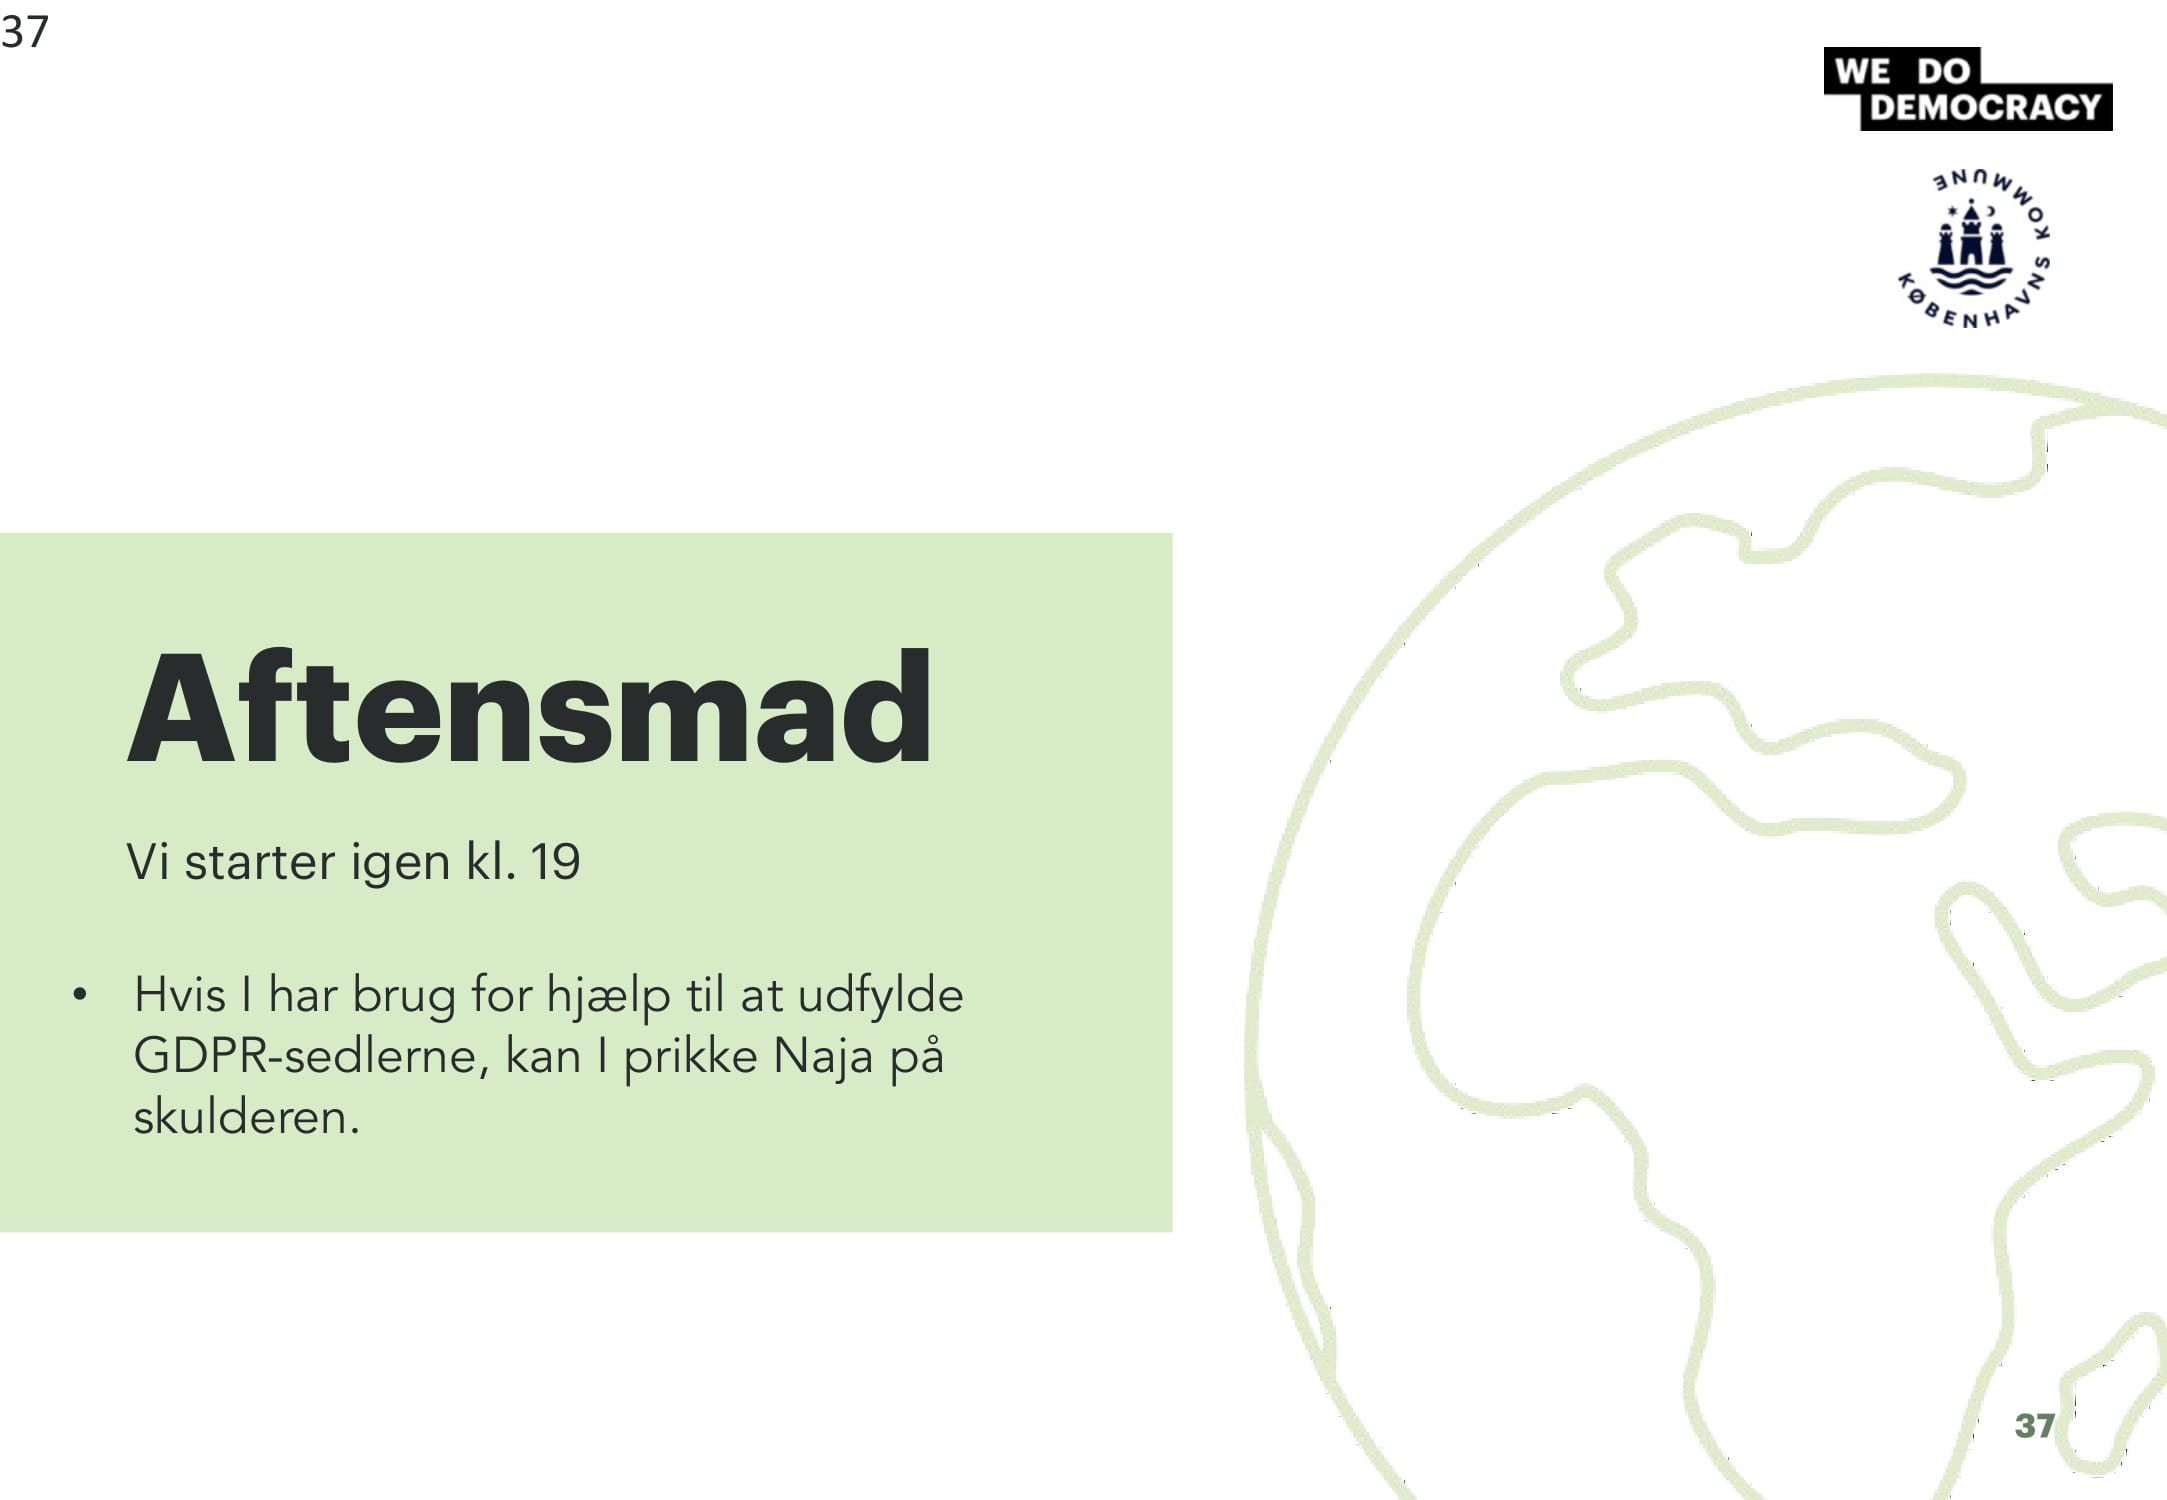 37
WE DO
DEMOCRACY
KØBENHAVNS KOMMUNE
Aftensmad
Vi starter igen kl. 19
• Hvis I har brug for hjælp til at udfylde
GDPR-sedlerne, kan I prikke Naja på
skulderen.
37